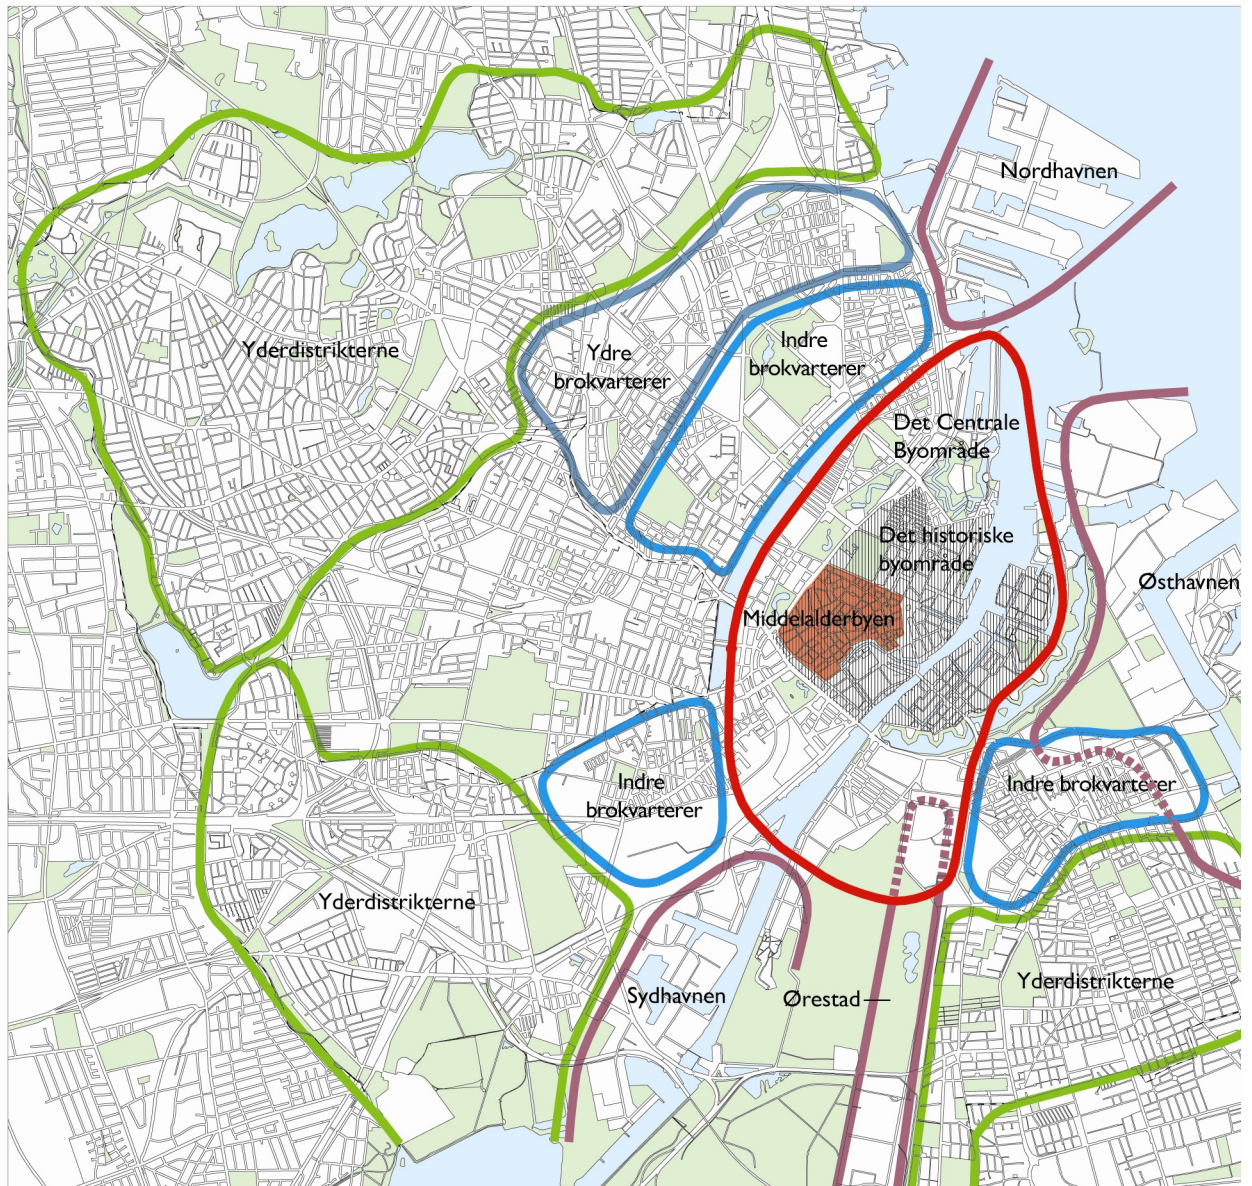 Nordhavnen
Yderdistrikterne
Ydre
brokvarterer
Indre
brokvarterer
Det Centrale
Byområde
Det historiske
byområde
Østhavnen
Middelalderbyen
Indre
brokvarterer
Indre brokvarterer
Yderdistrikterne
Sydhavnen
Ørestad
Yderdistrikterne